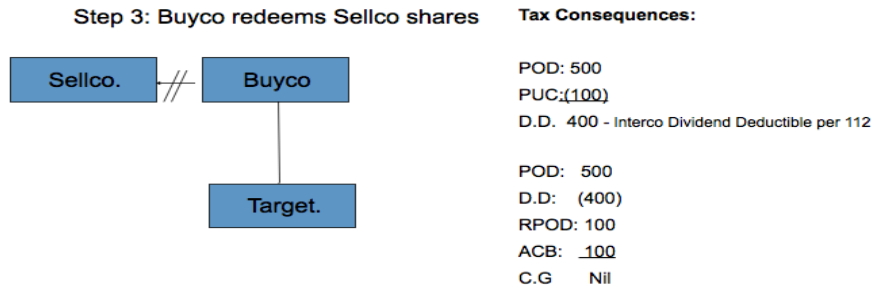 Step 3: Buyco redeems Sellco shares
Sellco.
Buyco
Target.
Tax Consequences:
POD: 500
PUC:(100)
D.D. 400 - Interco Dividend Deductible per 112
POD: 500
D.D: (400)
RPOD: 100
ACB: 100
C.G Nil